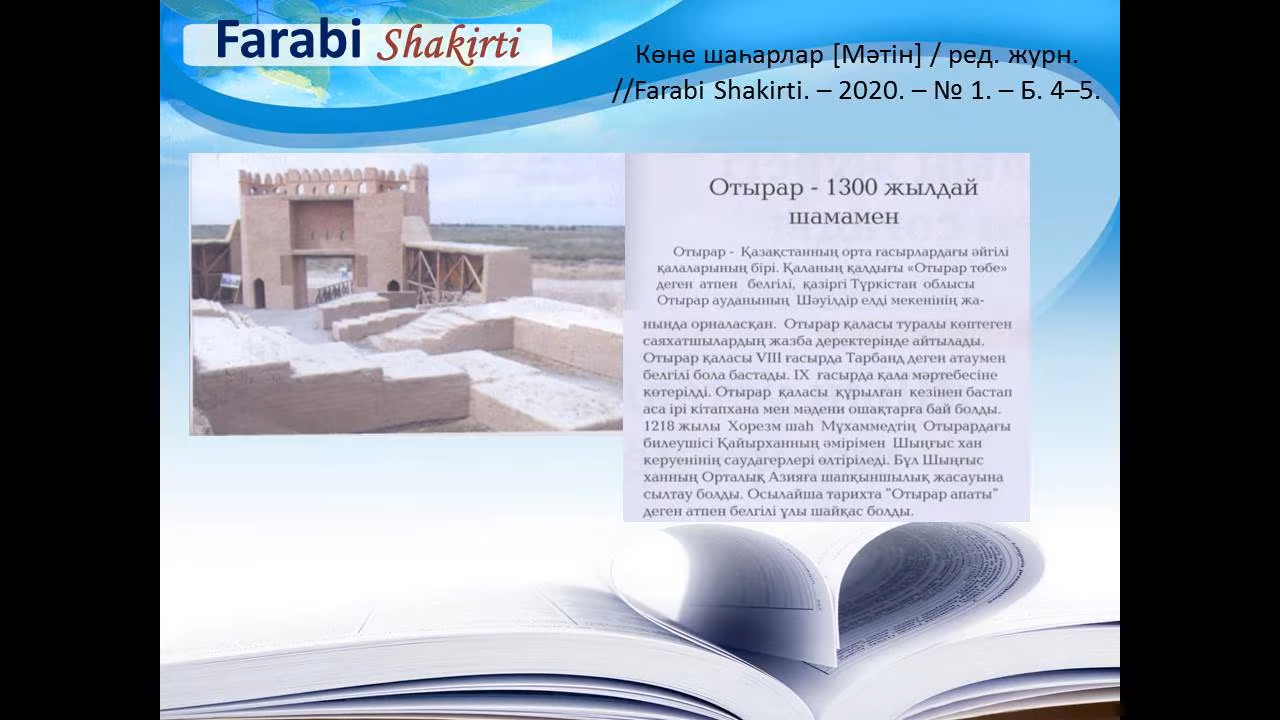 Farabi Shakirti
Көне шаһарлар [Мәтін] / ред. журн.
//Farabi Shakirti. – 2020. – № 1. – Б. 4–5.
Отырар - 1300 жылдай
шамамен
Отырар - Қазақстанның орта ғасырлардағы әйгілі
қалаларының бірі. Қаланың қалдығы «Отырар төбе»
деген атпен белгілі, қазіргі Түркістан облысы
Отырар ауданының Шәуілдір елді мекенінің жа-
нында орналасқан. Отырар қаласы туралы көптеген
саяхатшылардың жазба деректерінде айтылады.
Отырар қаласы VIII ғасырда Тарбанд деген атаумен
белгілі бола бастады. IX ғасырда қала мәртебесіне
көтерілді. Отырар қаласы құрылған кезінен бастап
аса ірі кітапхана мен мәдени ошақтарға бай болды.
1218 жылы Хорезм шаһ Мұхаммедтің Отырардағы
билеушісі Қайырханның әмірімен Шыңғыс хан
керуенінің саудагерлері өлтіріледі. Бұл Шыңғыс
ханның Орталық Азияға шапқыншылық жасауына
сылтау болды. Осылайша тарихта "Отырар апаты"
деген атпен белгілі ұлы шайқас болды.